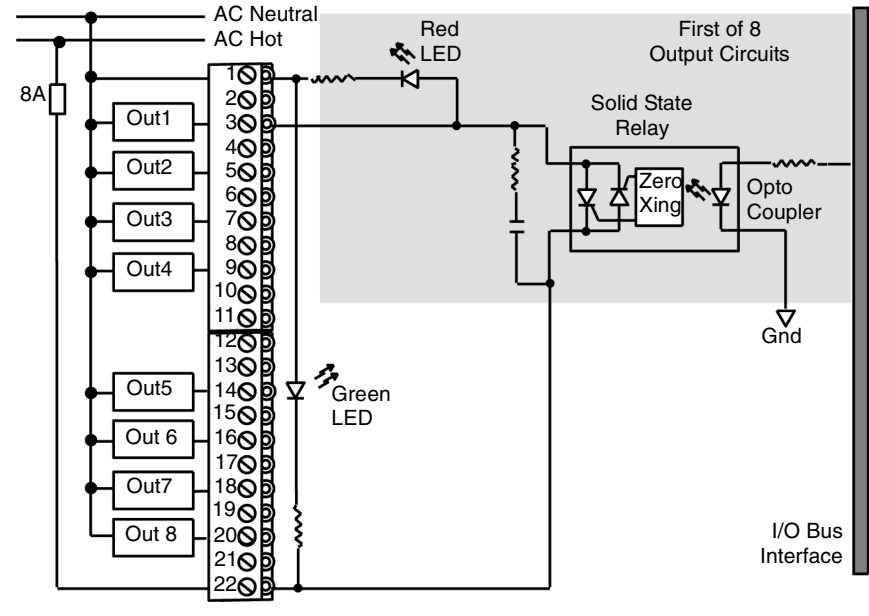 AC Neutral
AC Hot
8A
Out1
Out2
Out3
Out4
Out5
Out 6
Out7
Out 8
1
2
3
4
5
6
7
8
9
10
11
12
13
14
15
16
17
18
19
20
21
22
Red
LED
Green
LED
First of 8
Output Circuits
Solid State
Relay
Zero
Xing
Opto
Coupler
Gnd
I/O Bus
Interface